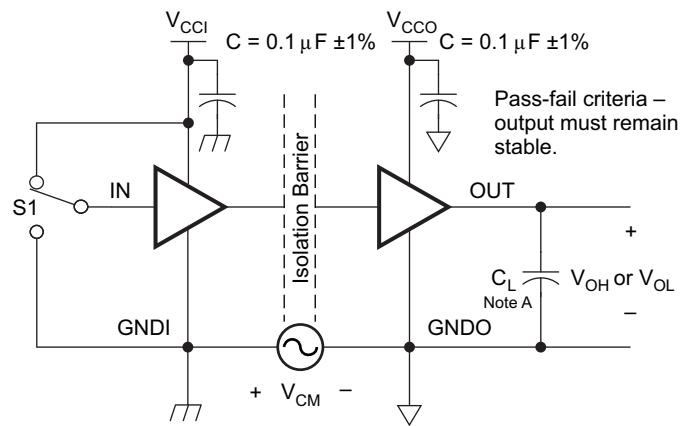 VCCI
C = 0.1 μF ±1%
VCCO
C = 0.1 μF ±1%
Pass-fail criteria –
output must remain
stable.
Isolation Barrier
S1
IN
OUT
+
CL
Note A
VOH or VOL
–
GNDI
GNDO
+ VCM –